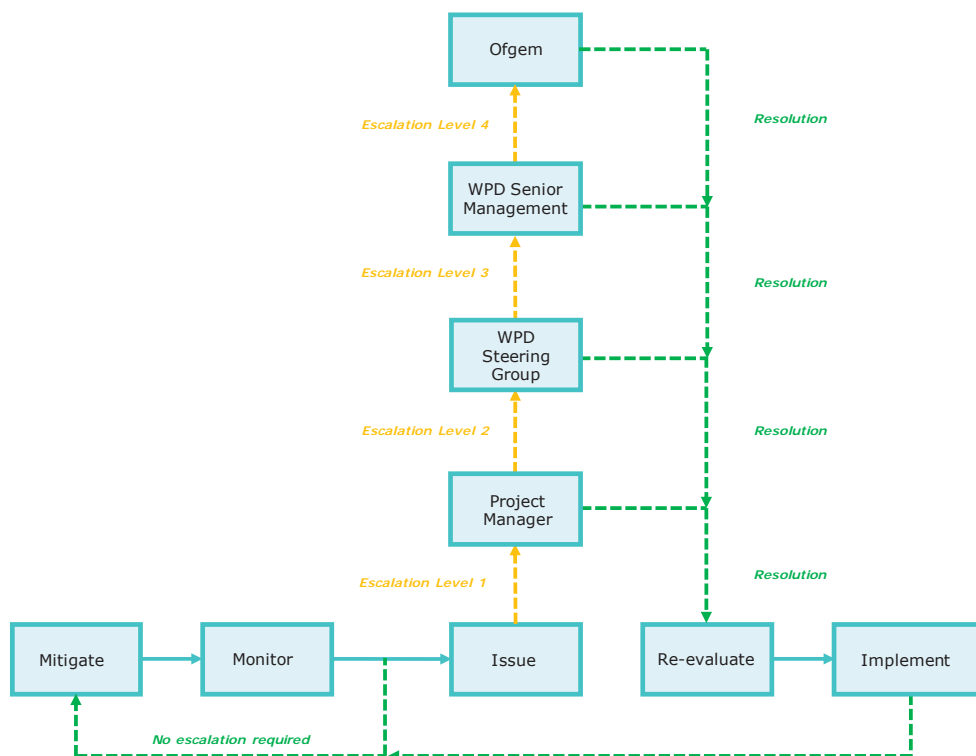 Ofgem
Escalation Level 4
Resolution
WPD Senior
Management
Escalation Level 3
Resolution
WPD
Steering
Group
Escalation Level 2
Resolution
Project
Manager
Escalation Level 1
Resolution
Mitigate
Monitor
Issue
Re-evaluate
Implement
No escalation required